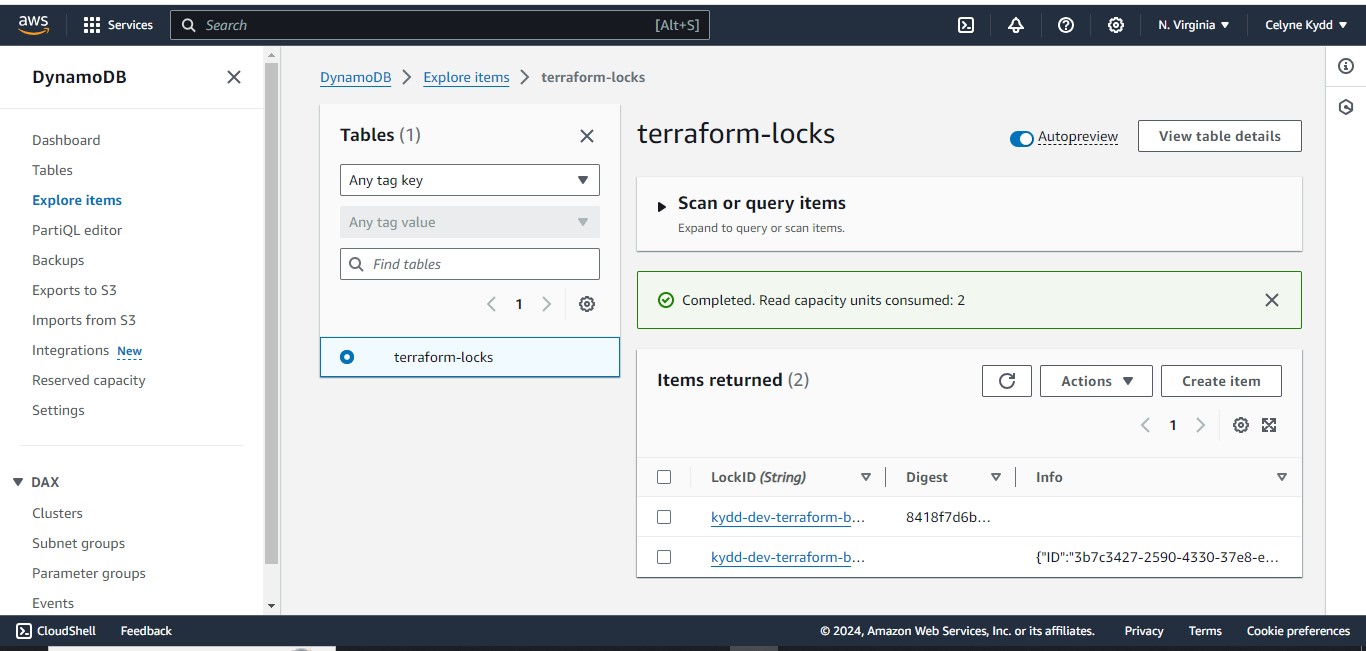 aws
Services
Search [Alt+S]
N. Virginia
Celyne Kydd
DynamoDB
Dashboard
Tables
Explore items
PartiQL editor
Backups
Exports to S3
Imports from S3
Integrations New
Reserved capacity
Settings
DAX
Clusters
Subnet groups
Parameter groups
Events
DynamoDB
Explore items
terraform-locks
Tables (1)
Any tag key
Any tag value
Find tables
1
terraform-locks
terraform-locks
Autopreview
View table details
Scan or query items
Expand to query or scan items.
Completed. Read capacity units consumed: 2
Items returned (2)
Actions
Create item
1
LockID (String) Digest Info
kydd-dev-terraform-b… 8418f7d6b…
kydd-dev-terraform-b… {"ID":"3b7c3427-2590-4330-37e8-e…
CloudShell
Feedback
© 2024, Amazon Web Services, Inc. or its affiliates.
Privacy
Terms
Cookie preferences